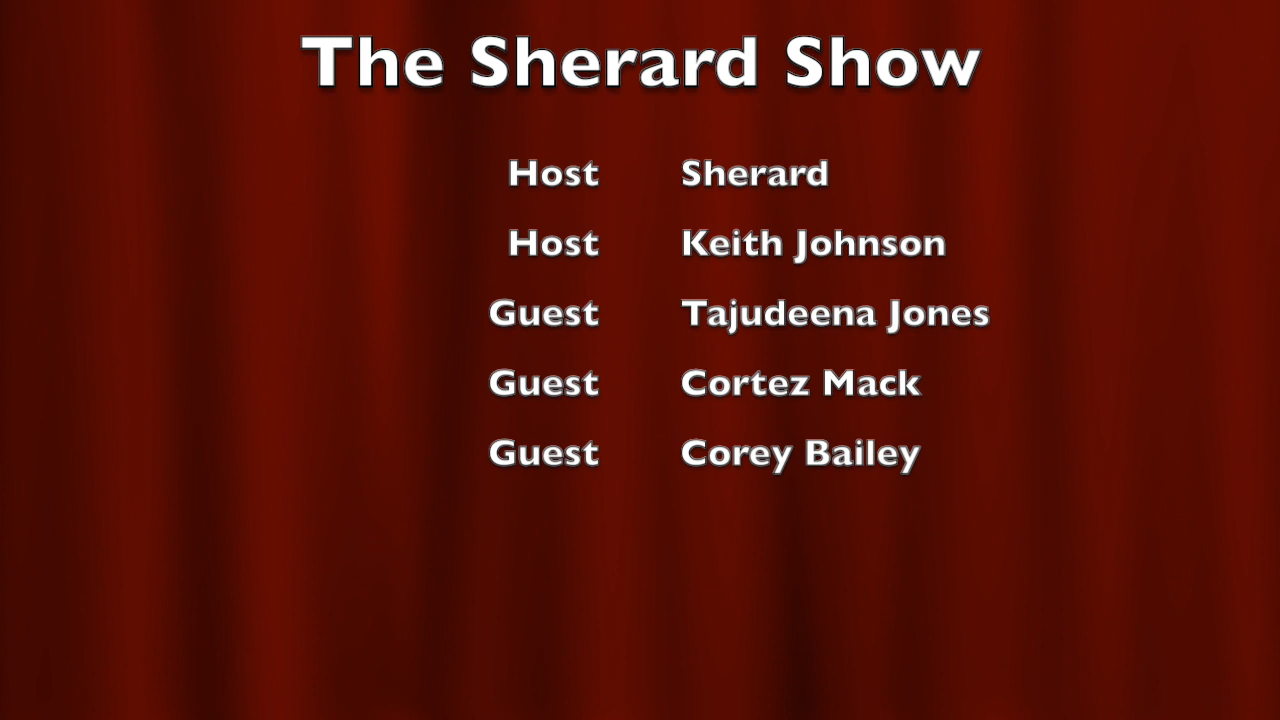 The Sherard Show
Host Sherard
Host Keith Johnson
Guest Tajudeena Jones
Guest Cortez Mack
Guest Corey Bailey